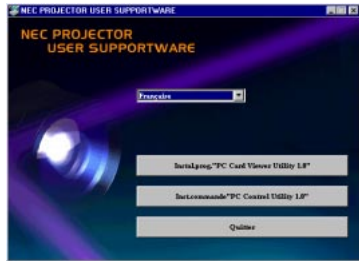 NEC PROJECTOR USER SUPPORTWARE
NEC PROJECTOR
USER SUPPORTWARE
Française
Instal.prog."PC Card Viewer Utility 1.0"
Inst.commande"PC Control Utility 1.0"
Quitter